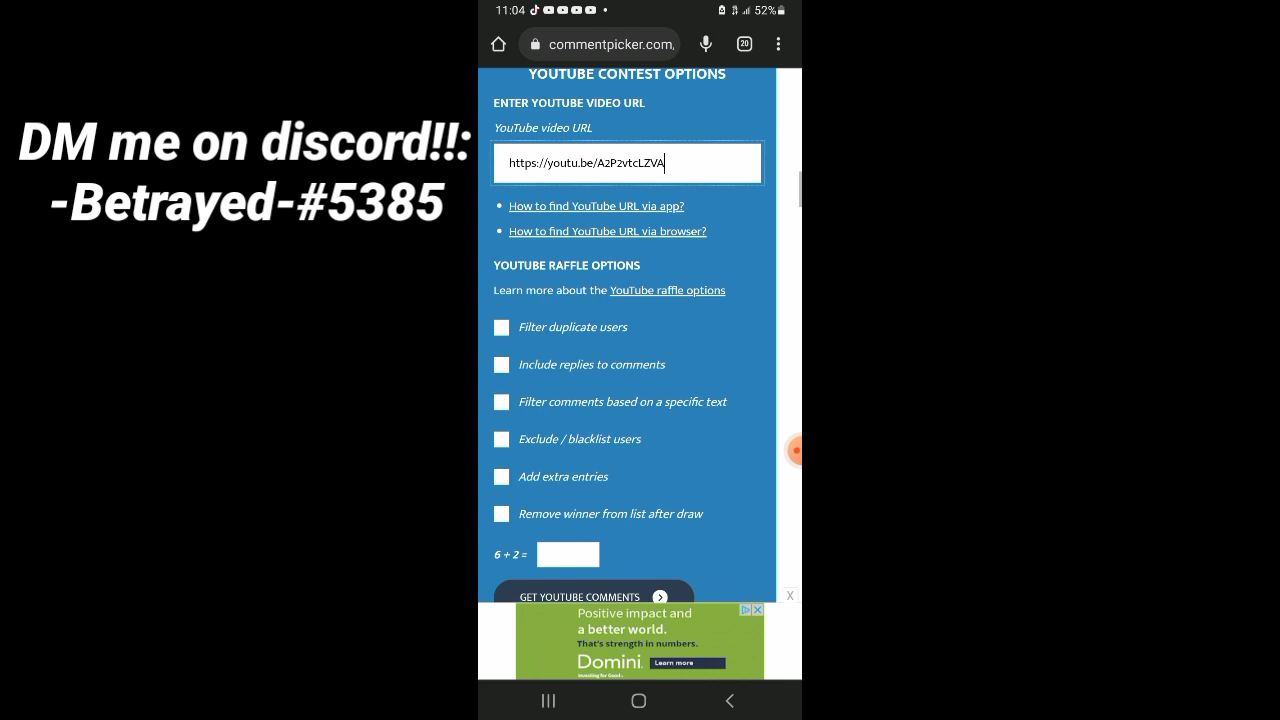 DM me on discord!!:
-Betrayed-#5385
11:04
52%
commentpicker.com,
20
YOUTUBE CONTEST OPTIONS
ENTER YOUTUBE VIDEO URL
YouTube video URL
https://youtu.be/A2P2vtcLZVA
How to find YouTube URL via app?
How to find YouTube URL via browser?
YOUTUBE RAFFLE OPTIONS
Learn more about the YouTube raffle options
Filter duplicate users
Include replies to comments
Filter comments based on a specific text
Exclude / blacklist users
Add extra entries
Remove winner from list after draw
6 + 2 =
GET YOUTUBE COMMENTS
X
Positive impact and
a better world.
That's strength in numbers.
Domini.
Learn more
Investing for Good.